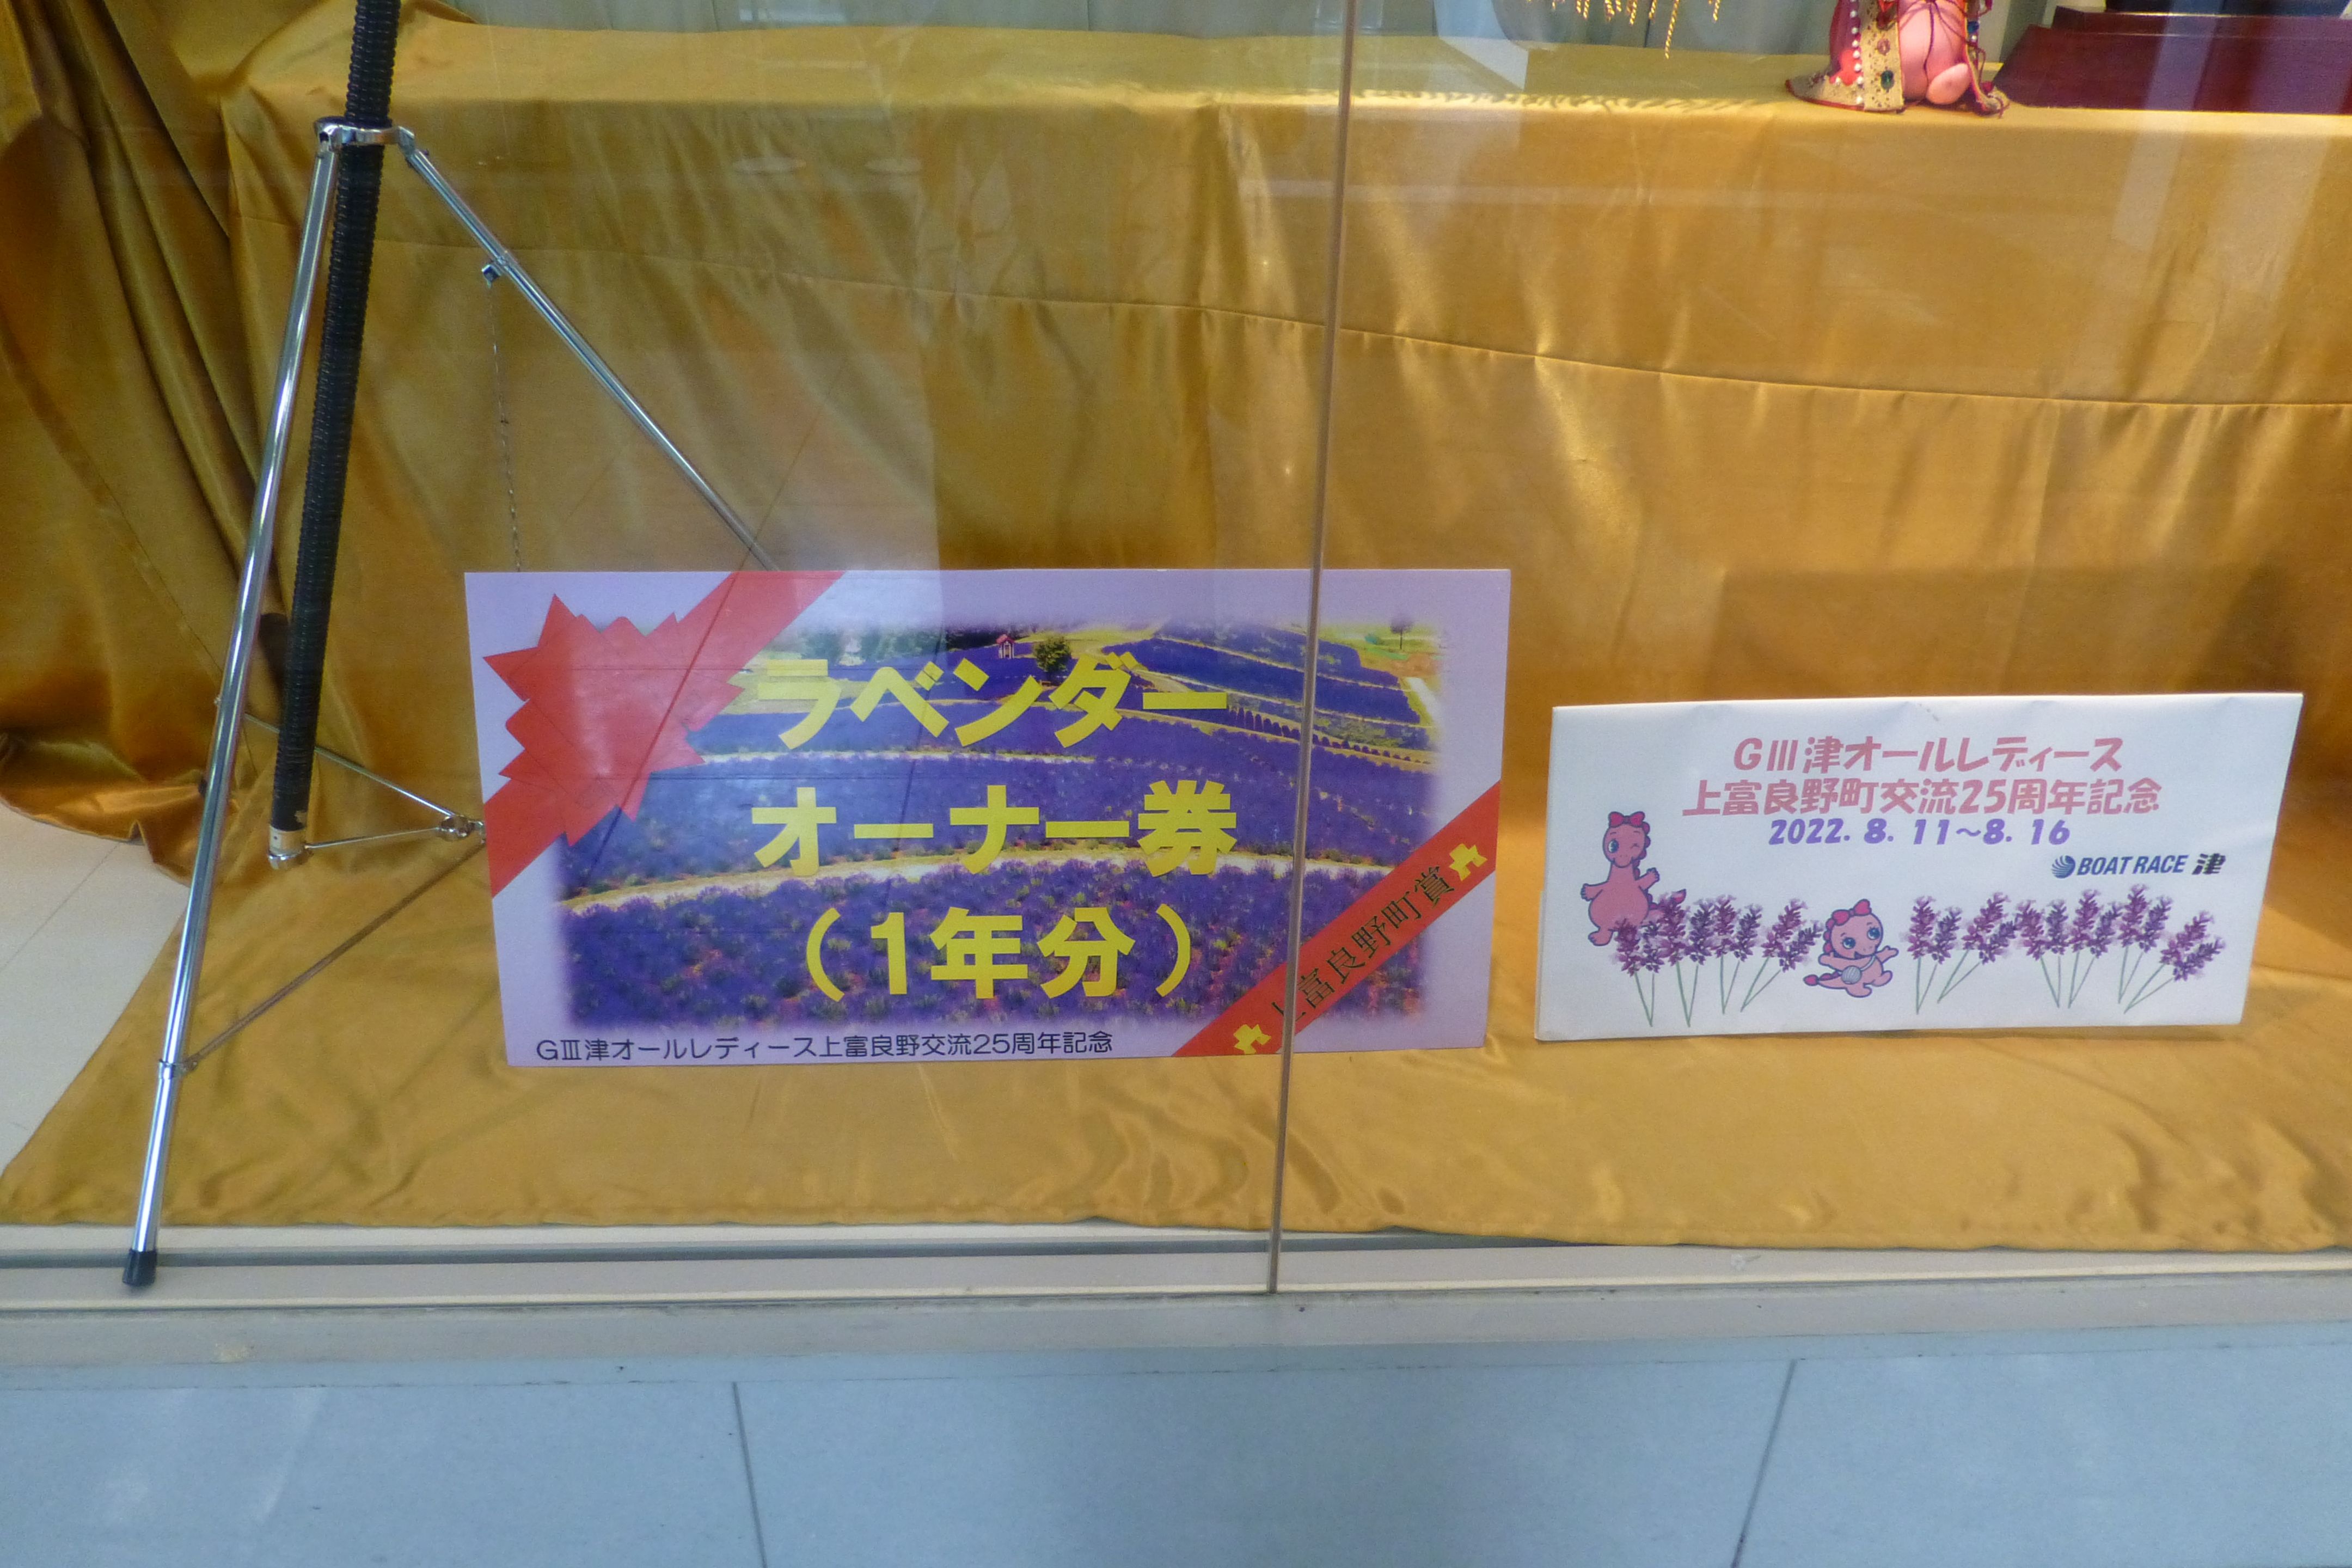 ラベンダー
オーナー券
(1年分)
上富良野町賞
GⅢ津オールレディース上富良野交流25周年記念
GⅢ津オールレディース
上富良野町交流25周年記念
2022. 8. 11~8. 16
BOAT RACE 津